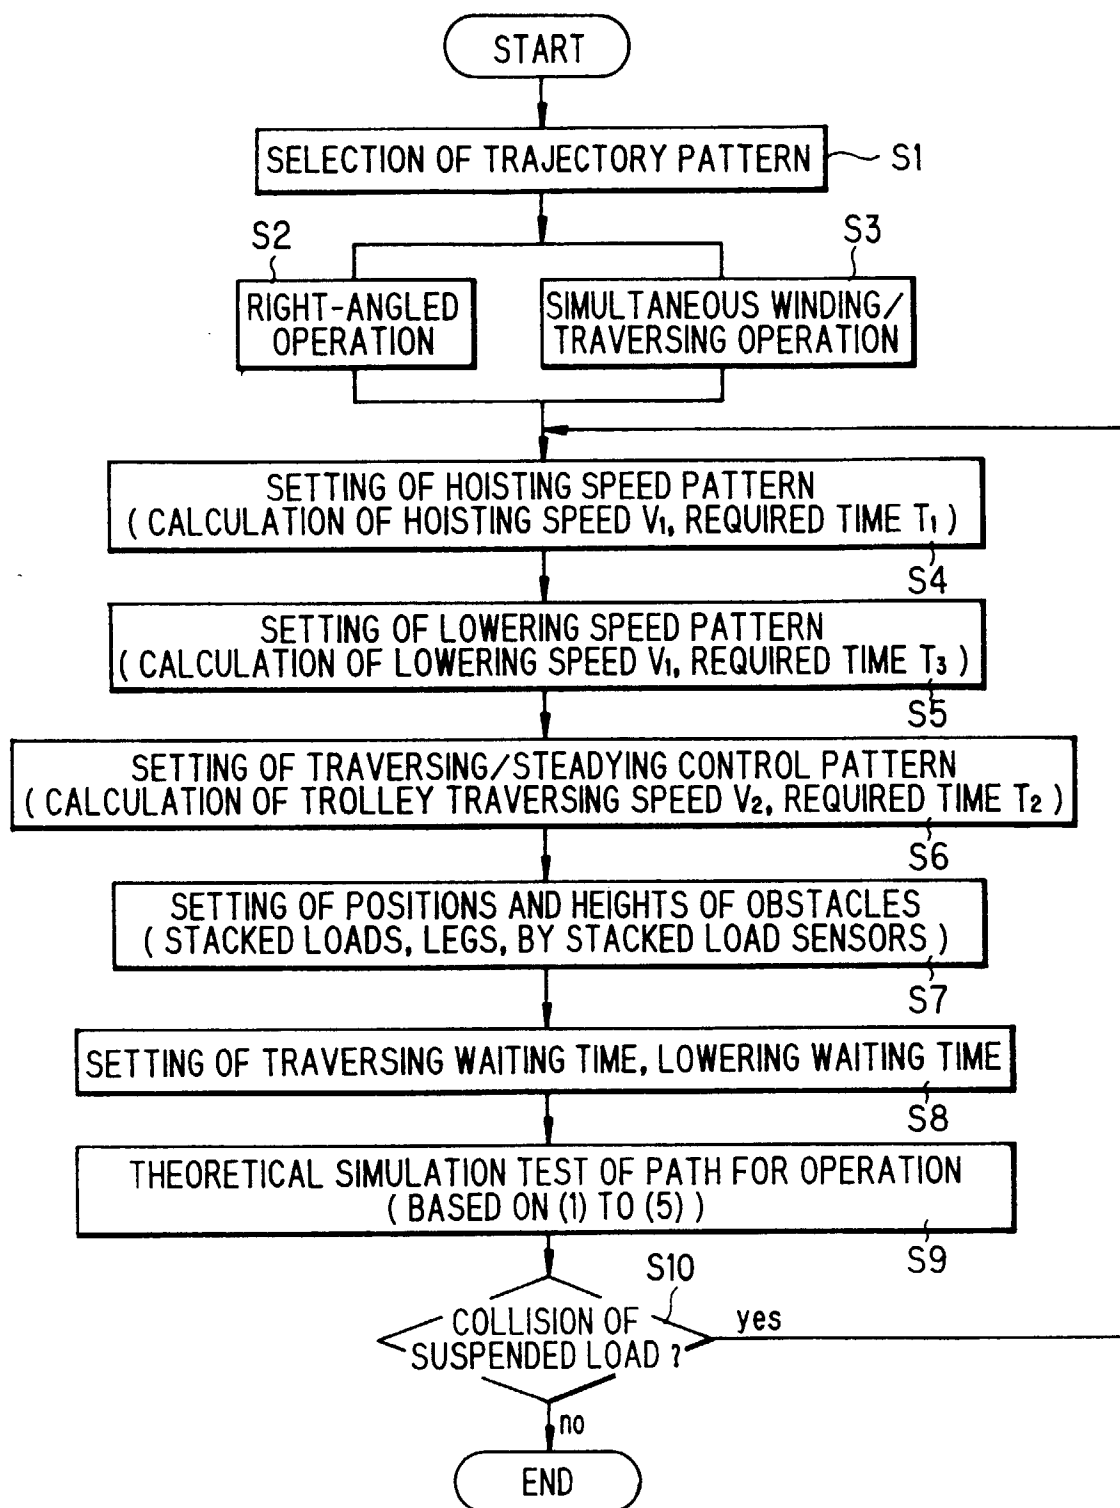 START
SELECTION OF TRAJECTORY PATTERN
S1
S2
S3
RIGHT-ANGLED
OPERATION
SIMULTANEOUS WINDING/
TRAVERSING OPERATION
SETTING OF HOISTING SPEED PATTERN
( CALCULATION OF HOISTING SPEED V₁, REQUIRED TIME T₁ )
S4
SETTING OF LOWERING SPEED PATTERN
( CALCULATION OF LOWERING SPEED V₁, REQUIRED TIME T₃ )
S5
SETTING OF TRAVERSING/STEADYING CONTROL PATTERN
( CALCULATION OF TROLLEY TRAVERSING SPEED V₂, REQUIRED TIME T₂ )
S6
SETTING OF POSITIONS AND HEIGHTS OF OBSTACLES
( STACKED LOADS, LEGS, BY STACKED LOAD SENSORS )
S7
SETTING OF TRAVERSING WAITING TIME, LOWERING WAITING TIME
S8
THEORETICAL SIMULATION TEST OF PATH FOR OPERATION
( BASED ON (1) TO (5) )
S9
S10
COLLISION OF
SUSPENDED LOAD ?
yes
no
END